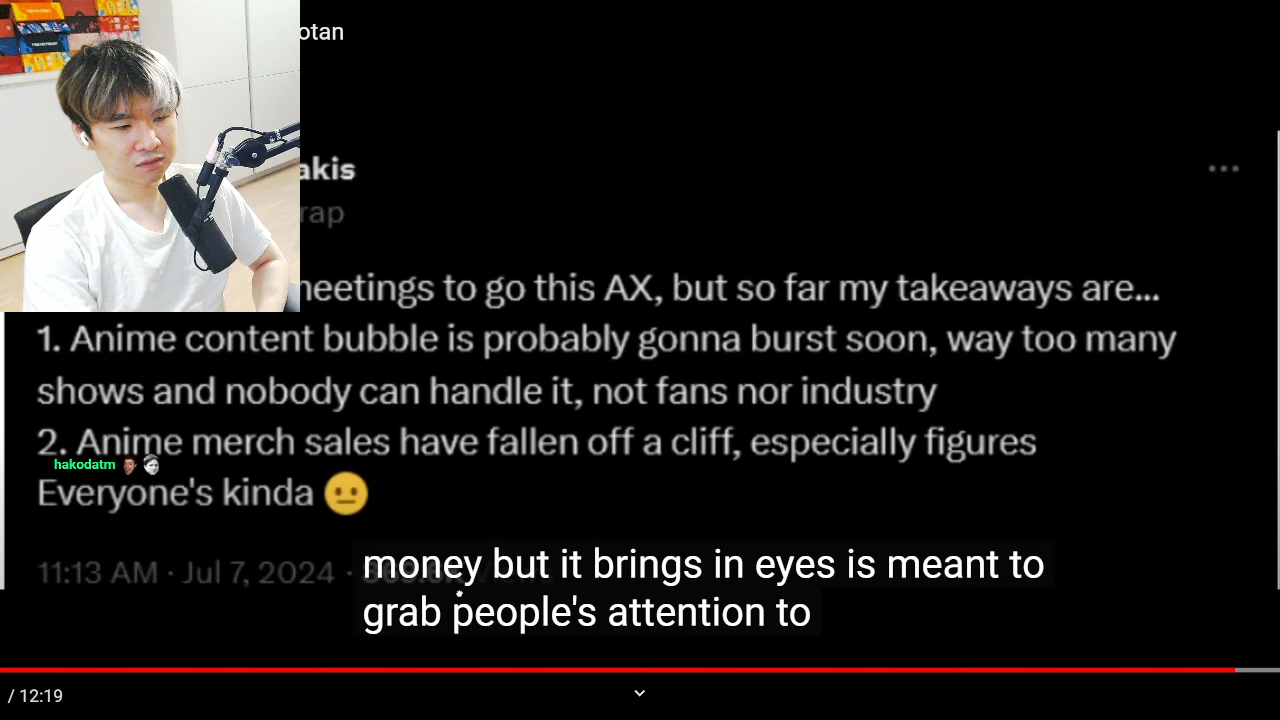 otan
akis
rap
neetings to go this AX, but so far my takeaways are...
1. Anime content bubble is probably gonna burst soon, way too many
shows and nobody can handle it, not fans nor industry
2. Anime merch sales have fallen off a cliff, especially figures
hakodatm
Everyone's kinda 😐
money but it brings in eyes is meant to
11:13 AM · Jul 7, 2024 ·
grab people's attention to
/ 12:19